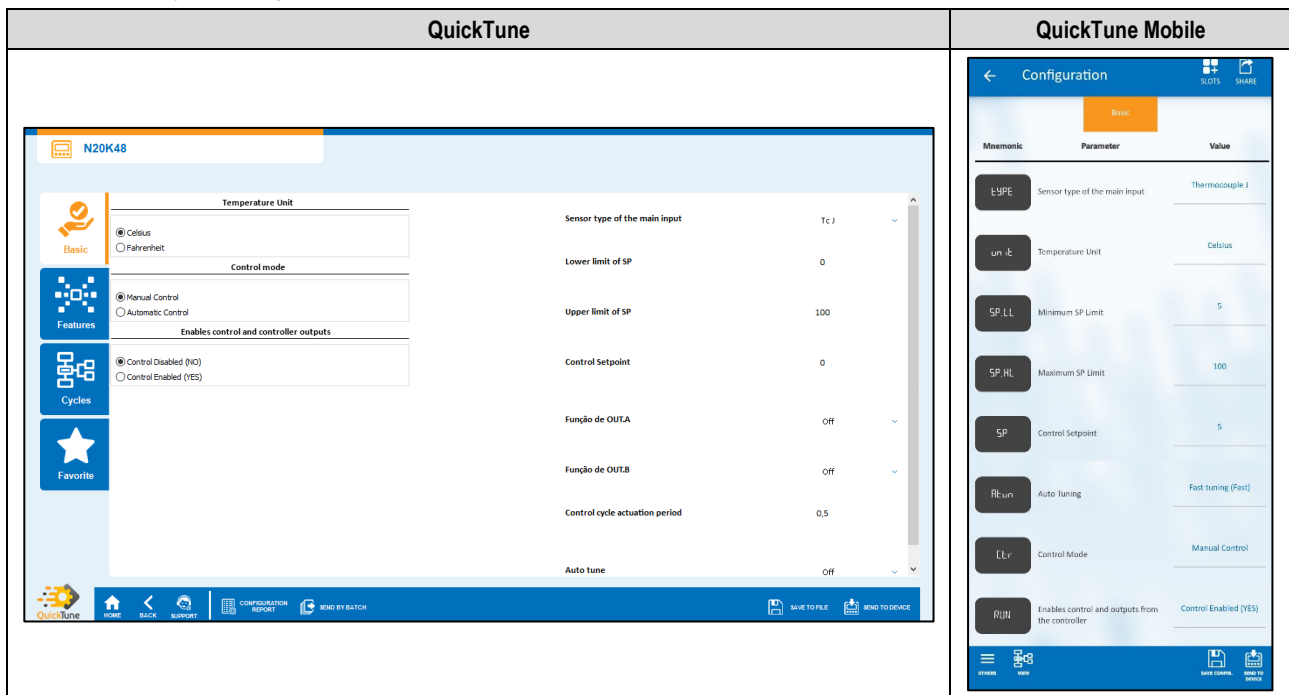 QuickTune
QuickTune Mobile
N20K48
Basic
Features
Cycles
Favorite
Temperature Unit
Celsius
Fahrenheit
Control mode
Manual Control
Automatic Control
Enables control and controller outputs
Control Disabled (NO)
Control Enabled (YES)
Sensor type of the main input Tc J
Lower limit of SP 0
Upper limit of SP 100
Control Setpoint 0
Função de OUT.A Off
Função de OUT.B Off
Control cycle actuation period 0,5
Auto tune Off
QuickTune
HOME
BACK
SUPPORT
CONFIGURATION
REPORT
SEND BY BATCH
SAVE TO FILE
SEND TO DEVICE
Configuration
SLOTS
SHARE
Basic
Mnemonic Parameter Value
tYPE Sensor type of the main input Thermocouple J
unit Temperature Unit Celsius
SP.LL Minimum SP Limit 5
SP.HL Maximum SP Limit 100
SP Control Setpoint 5
Atun Auto Tuning Fast tuning (Fast)
Ctr Control Mode Manual Control
RUN Enables control and outputs from Control Enabled (YES)
the controller
OTHERS
VIEW
SAVE CONFIG.
SEND TO
DEVICE